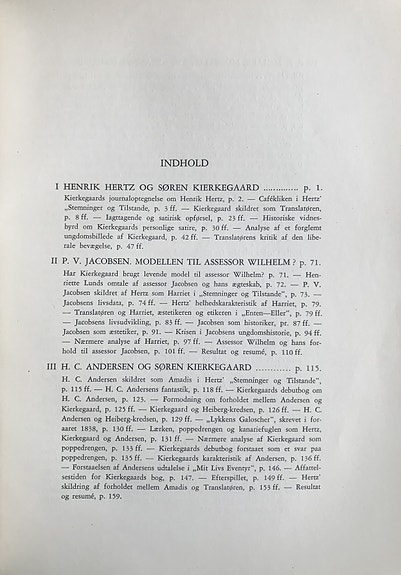 INDHOLD
I HENRIK HERTZ OG SØREN KIERKEGAARD .............. p. 1.
Kierkegaards journaloptegnelse om Henrik Hertz, p. 2. — Cafékliken i Hertz'
„Stemninger og Tilstande, p. 3 ff. — Kierkegaard skildret som Translatøren,
p. 8 ff. — Iagttagende og satirisk opførsel, p. 23 ff. — Historiske vidnes-
byrd om Kierkegaards personlige satire, p. 30 ff. — Analyse af et forglemt
ungdomsbillede af Kierkegaard, p. 42 ff. — Translatørens kritik af den libe-
rale bevægelse, p. 47 ff.
II P. V. JACOBSEN. MODELLEN TIL ASSESSOR WILHELM? p. 71.
Har Kierkegaard brugt levende model til assessor Wilhelm? p. 71. — Hen-
riette Lunds omtale af assessor Jacobsen og hans ægteskab, p. 72. — P. V.
Jacobsen skildret af Hertz som Harriet i „Stemninger og Tilstande", p. 73. —
Jacobsens livsdata, p. 74 ff. — Hertz' helhedskarakteristik af Harriet, p. 79.
— Translatøren og Harriet, æstetikeren og etikeren i „Enten—Eller", p. 79 ff.
— Jacobsens livsudvikling, p. 83 ff. — Jacobsen som historiker, pr. 87 ff. —
Jacobsen som æstetiker, p. 91. — Krisen i Jacobsens ungdomshistorie, p. 94 ff.
— Nærmere analyse af Harriet, p. 97 ff. — Assessor Wilhelm og hans for-
hold til assessor Jacobsen, p. 101 ff. — Resultat og resumé, p. 110 ff.
III H. C. ANDERSEN OG SØREN KIERKEGAARD ............ p. 115.
H. C. Andersen skildret som Amadis i Hertz' „Stemninger og Tilstande",
p. 115 ff. — H. C. Andersens fantastik, p. 118 ff. — Kierkegaards debutbog om
H. C. Andersen, p. 123. — Formodning om forholdet mellem Andersen og
Kierkegaard, p. 125 ff. — Kierkegaard og Heiberg-kredsen, p. 126 ff. — H. C.
Andersen og Heiberg-kredsen, p. 129 ff. — „Lykkens Galoscher", skrevet i for-
aaret 1838, p. 130 ff. — Lærken, poppedrengen og kanariefuglen som Hertz,
Kierkegaard og Andersen, p. 131 ff. — Nærmere analyse af Kierkegaard som
poppedrengen, p. 133 ff. — Kierkegaards debutbog forstaaet som et svar paa
poppedrengen, p. 135 ff. — Kierkegaards karakteristik af Andersen, p. 136 ff.
— Forstaaelsen af Andersens udtalelse i „Mit Livs Eventyr", p. 146. — Affattel-
sestiden for Kierkegaards bog, p. 147. — Efterspillet, p. 149 ff. — Hertz'
skildring af forholdet mellem Amadis og Translatøren, p. 153 ff. — Resultat
og resumé, p. 159.